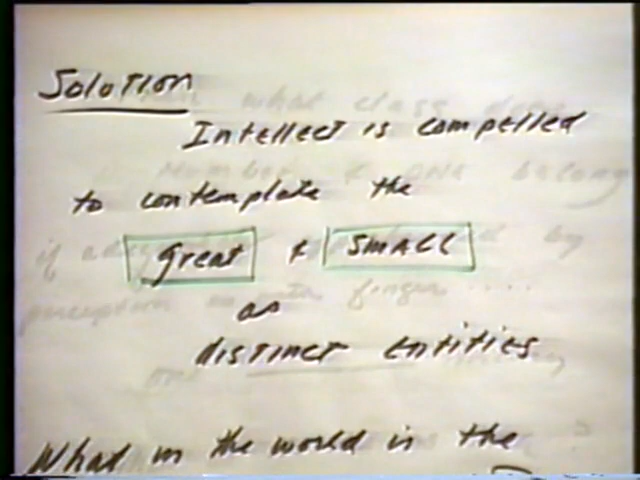 Solution
Intellect is compelled
to contemplate the
great & small
as
distinct entities
What in the world is the